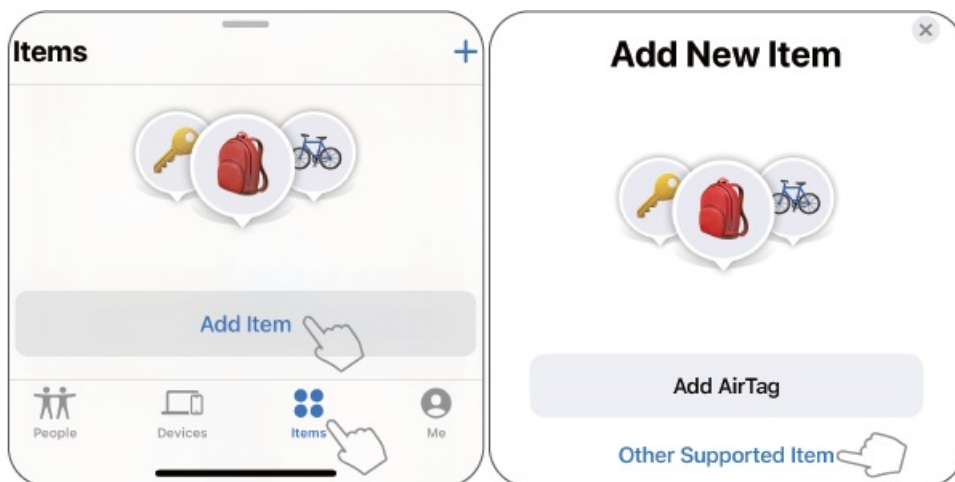 Items
+
Add Item
People Devices Items Me
Add New Item
Add AirTag
Other Supported Item